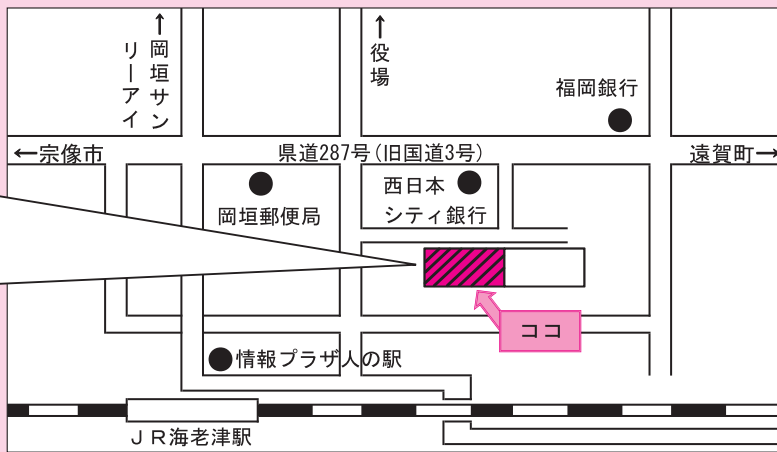 ↑岡垣サン
リーアイ
↑役場
福岡銀行
←宗像市
県道287号(旧国道3号)
遠賀町→
岡垣郵便局
西日本
シティ銀行
ココ
情報プラザ人の駅
JR海老津駅